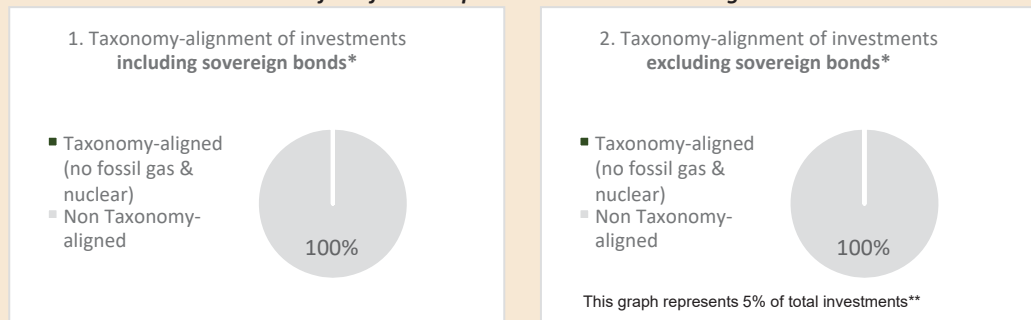 1. Taxonomy-alignment of investments
including sovereign bonds*
Taxonomy-aligned
(no fossil gas &
nuclear)
Non Taxonomy-
aligned
100%
2. Taxonomy-alignment of investments
excluding sovereign bonds*
Taxonomy-aligned
(no fossil gas &
nuclear)
Non Taxonomy-
aligned
100%
This graph represents 5% of total investments**